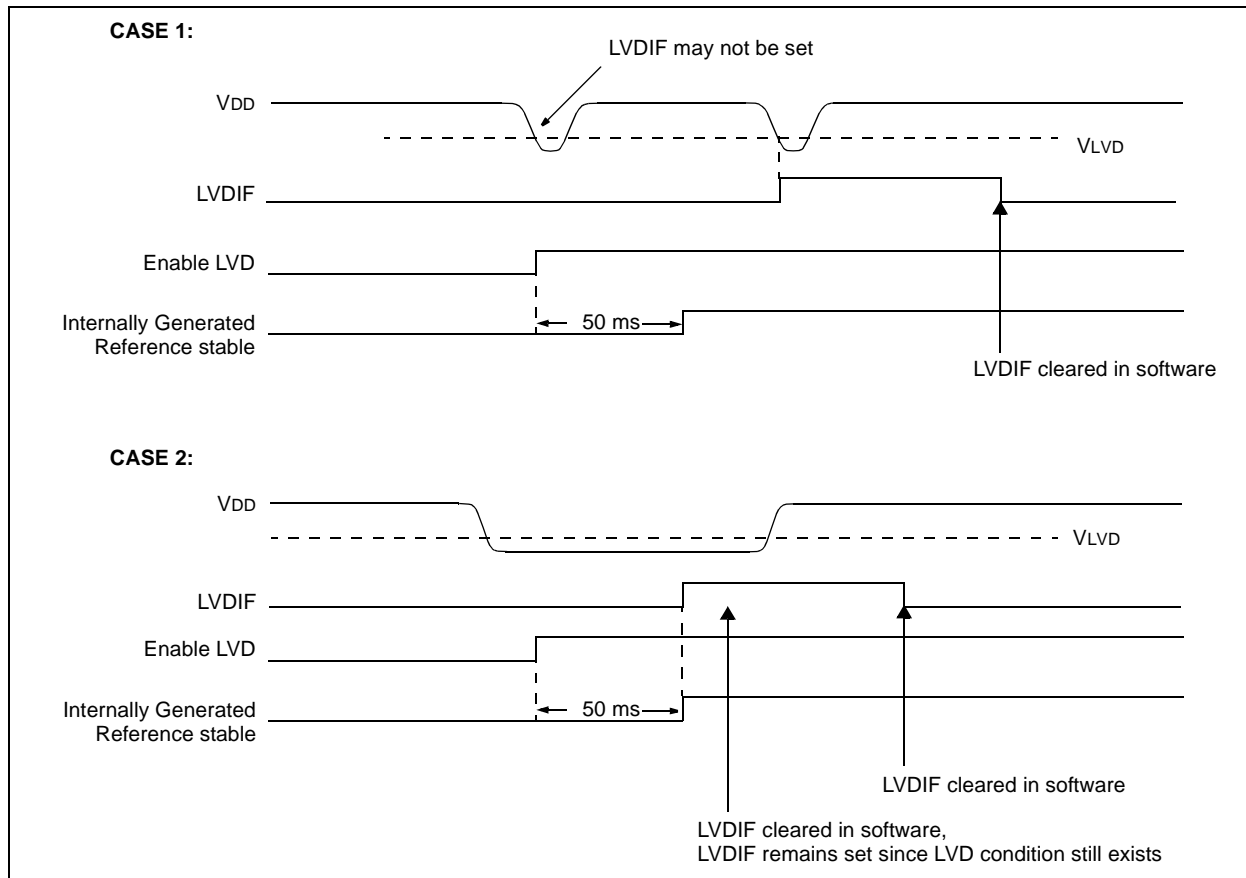 CASE 1:
LVDIF may not be set
VDD
VLVD
LVDIF
Enable LVD
50 ms
Internally Generated
Reference stable
LVDIF cleared in software
CASE 2:
VDD
VLVD
LVDIF
Enable LVD
50 ms
Internally Generated
Reference stable
LVDIF cleared in software
LVDIF cleared in software,
LVDIF remains set since LVD condition still exists